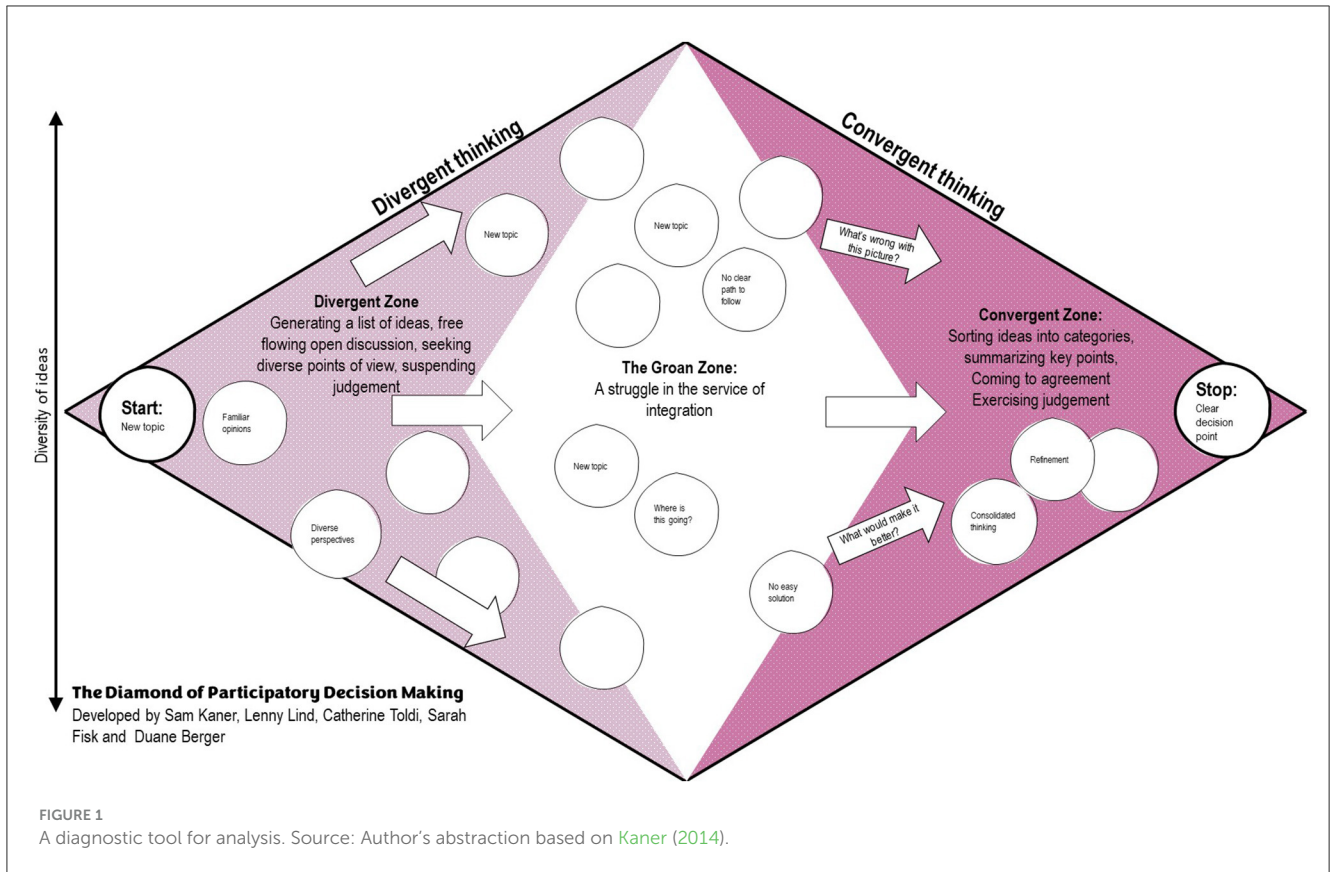 Divergent thinking
Convergent thinking
Diversity of ideas
New topic
New topic
What's wrong with
this picture?
No clear
path to
follow
Divergent Zone
Generating a list of ideas, free
flowing open discussion, seeking
diverse points of view, suspending
judgement
Convergent Zone:
Sorting ideas into categories,
summarizing key points,
Coming to agreement
Exercising judgement
The Groan Zone:
A struggle in the service of
integration
Start:
New topic
Familiar
opinions
Stop:
Clear
decision
point
New topic
Where is
this going?
Refinement
Consolidated
thinking
Diverse
perspectives
What would make it
better?
No easy
solution
The Diamond of Participatory Decision Making
Developed by Sam Kaner, Lenny Lind, Catherine Toldi, Sarah
Fisk and Duane Berger
FIGURE 1
A diagnostic tool for analysis. Source: Author's abstraction based on Kaner (2014).